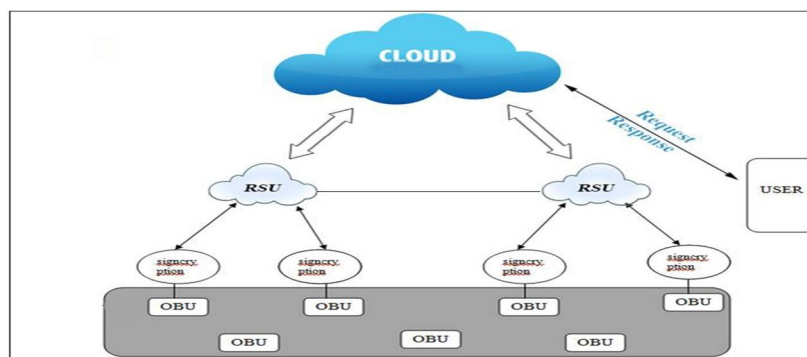 CLOUD
Request
Response
RSU
RSU
USER
signcry
ption
signcry
ption
signcry
ption
signcry
ption
OBU
OBU
OBU
OBU
OBU
OBU
OBU